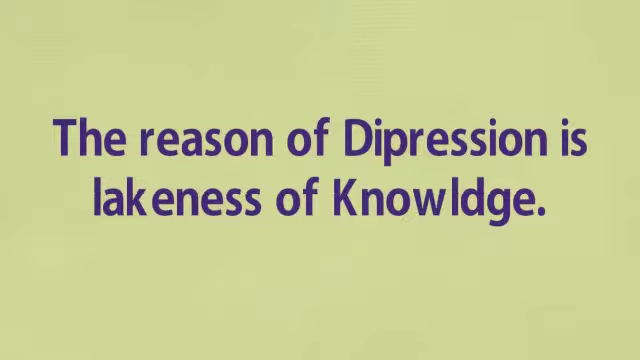 The reason of Dipression is
lakeness of Knowldge.